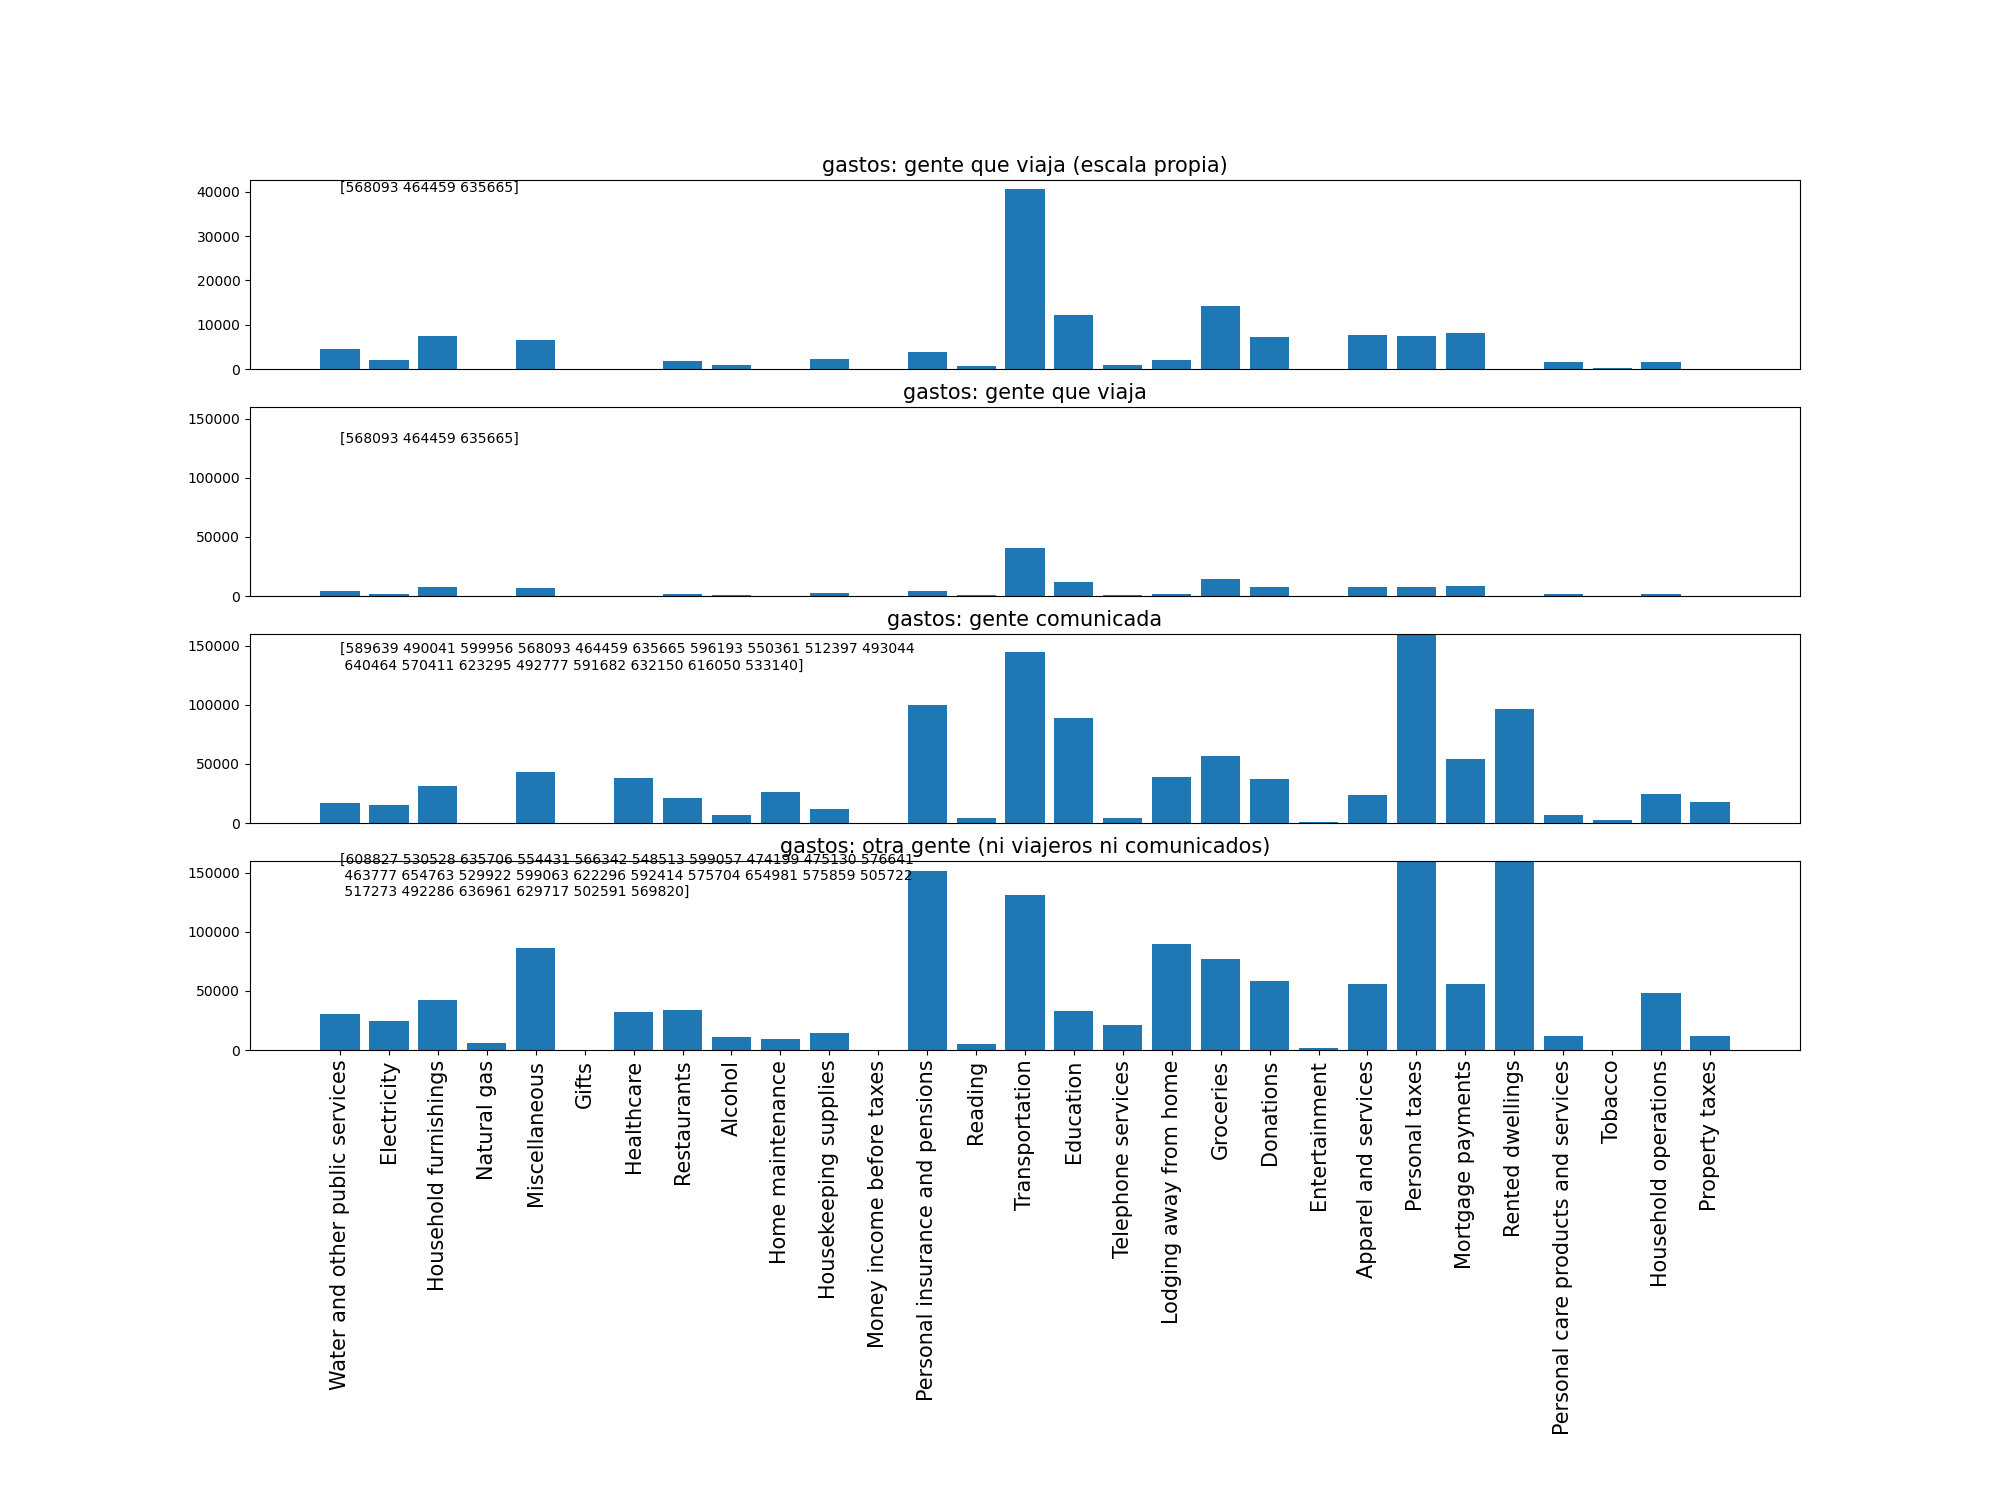 gastos: gente que viaja (escala propia)
[568093 464459 635665]
40000
30000
20000
10000
0
gastos: gente que viaja
150000
[568093 464459 635665]
100000
50000
0
gastos: gente comunicada
150000
[589639 490041 599956 568093 464459 635665 596193 550361 512397 493044
640464 570411 623295 492777 591682 632150 616050 533140]
100000
50000
0
gastos: otra gente (ni viajeros ni comunicados)
[608827 530528 635706 554431 566342 548513 599057 474199 475130 576641
463777 654763 529922 599063 622296 592414 575704 654981 575859 505722
517273 492286 636961 629717 502591 569820]
150000
100000
50000
0
Water and other public services
Electricity
Household furnishings
Natural gas
Miscellaneous
Gifts
Healthcare
Restaurants
Alcohol
Home maintenance
Housekeeping supplies
Money income before taxes
Personal insurance and pensions
Reading
Transportation
Education
Telephone services
Lodging away from home
Groceries
Donations
Entertainment
Apparel and services
Personal taxes
Mortgage payments
Rented dwellings
Personal care products and services
Tobacco
Household operations
Property taxes